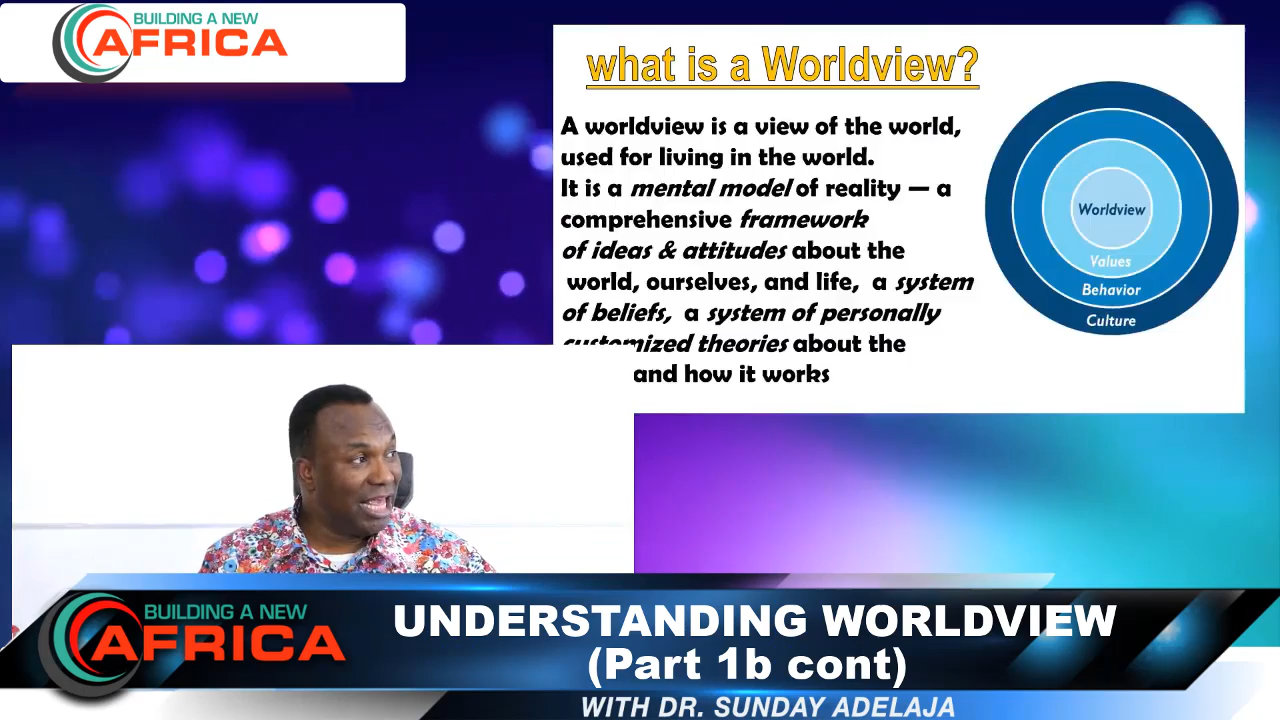 BUILDING A NEW
AFRICA
what is a Worldview?
A worldview is a view of the world,
used for living in the world.
It is a mental model of reality — a
comprehensive framework
of ideas & attitudes about the
world, ourselves, and life, a system
of beliefs, a system of personally
customized theories about the
and how it works
Worldview
Values
Behavior
Culture
BUILDING A NEW
AFRICA
UNDERSTANDING WORLDVIEW
(Part 1b cont)
WITH DR. SUNDAY ADELAJA